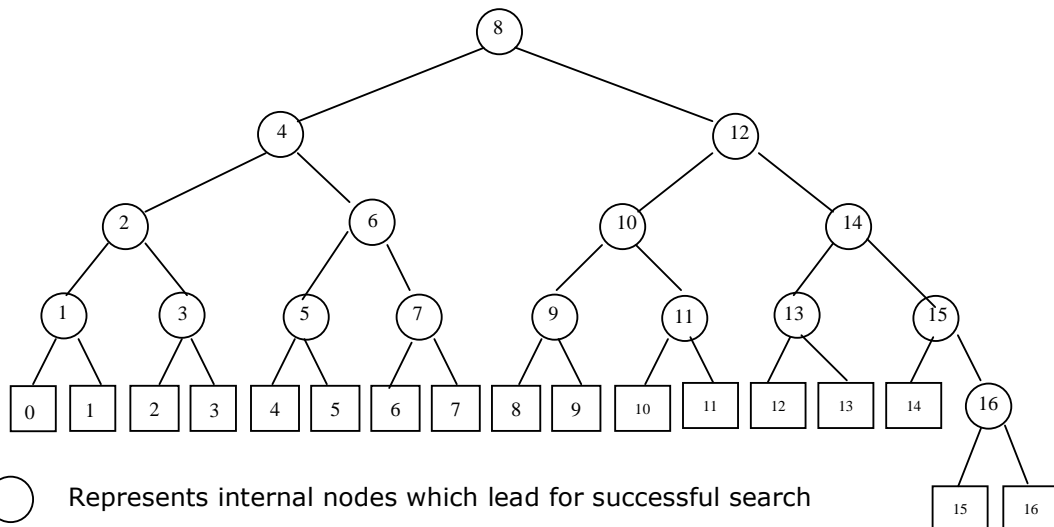 8
4 12
2 6 10 14
1 3 5 7 9 11 13 15
0 1 2 3 4 5 6 7 8 9 10 11 12 13 14 16
Represents internal nodes which lead for successful search
15 16